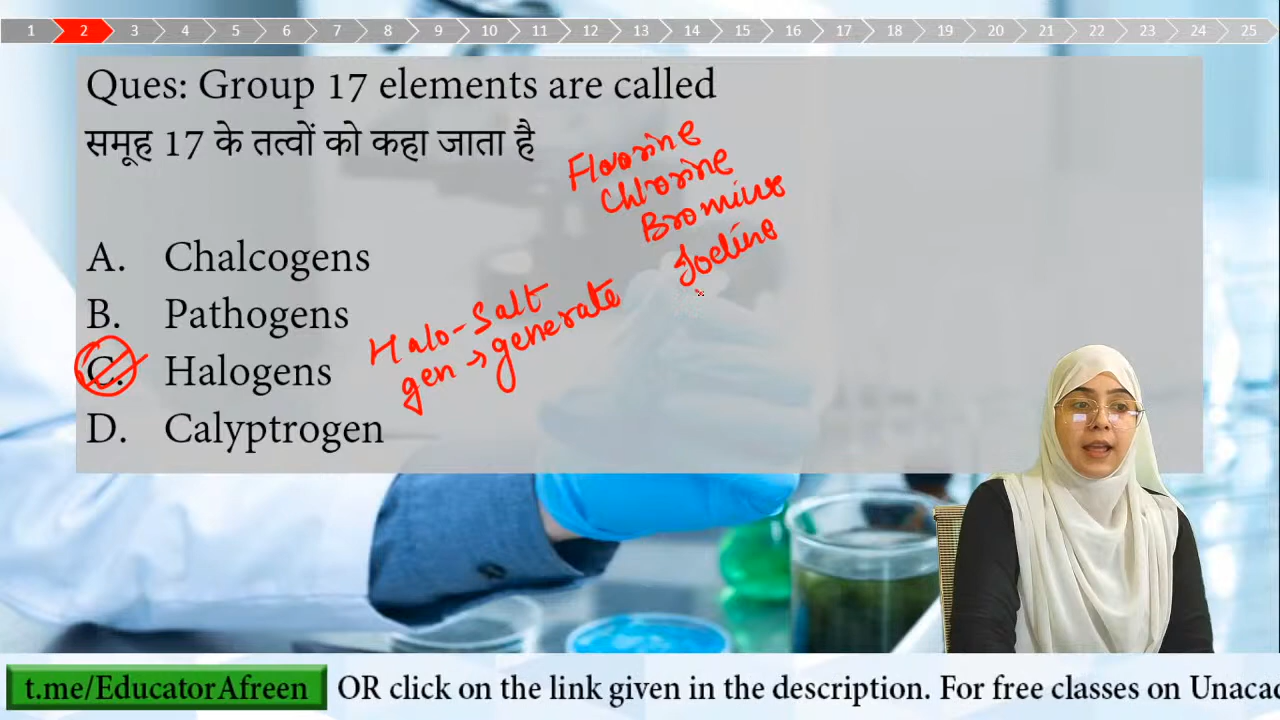 1 2 3 4 5 6 7 8 9 10 11 12 13 14 15 16 17 18 19 20 21 22 23 24 25
Ques: Group 17 elements are called
समूह 17 के तत्वों को कहा जाता है
Fluorine
Chlorine
Bromine
Iodine
A. Chalcogens
B. Pathogens
C. Halogens
D. Calyptrogen
Halo-Salt
gen → generate
t.me/EducatorAfreen OR click on the link given in the description. For free classes on Unacad